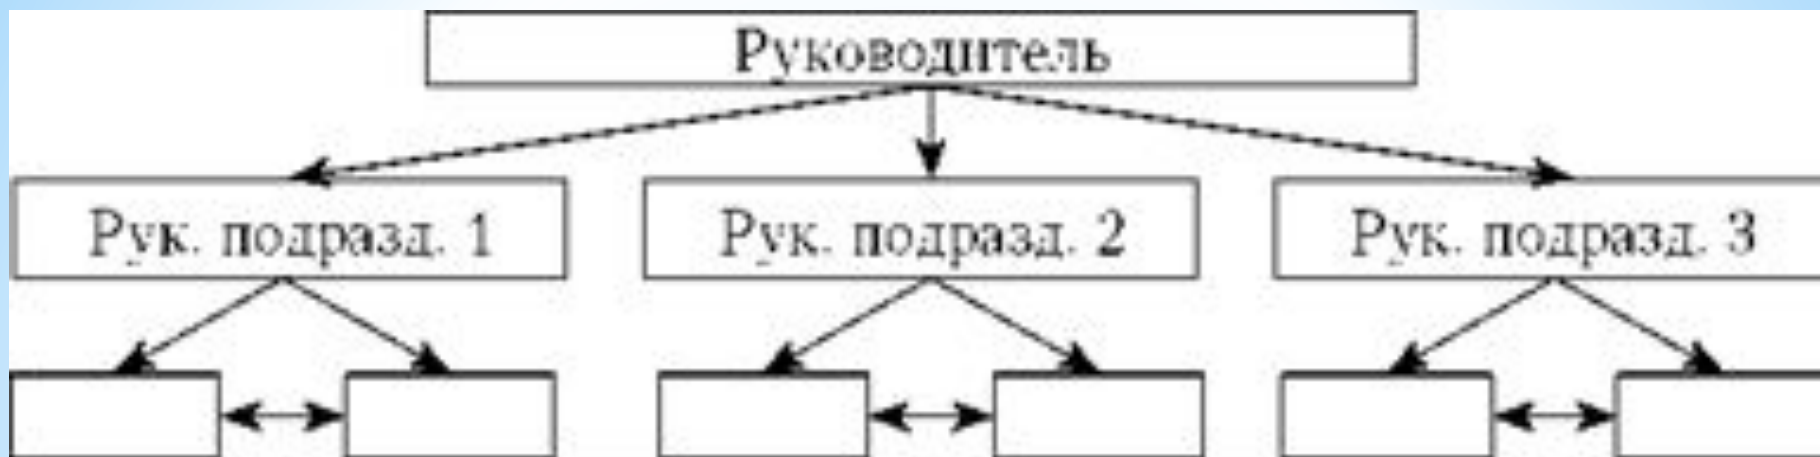 Руководитель
Рук. подразд. 1
Рук. подразд. 2
Рук. подразд. 3